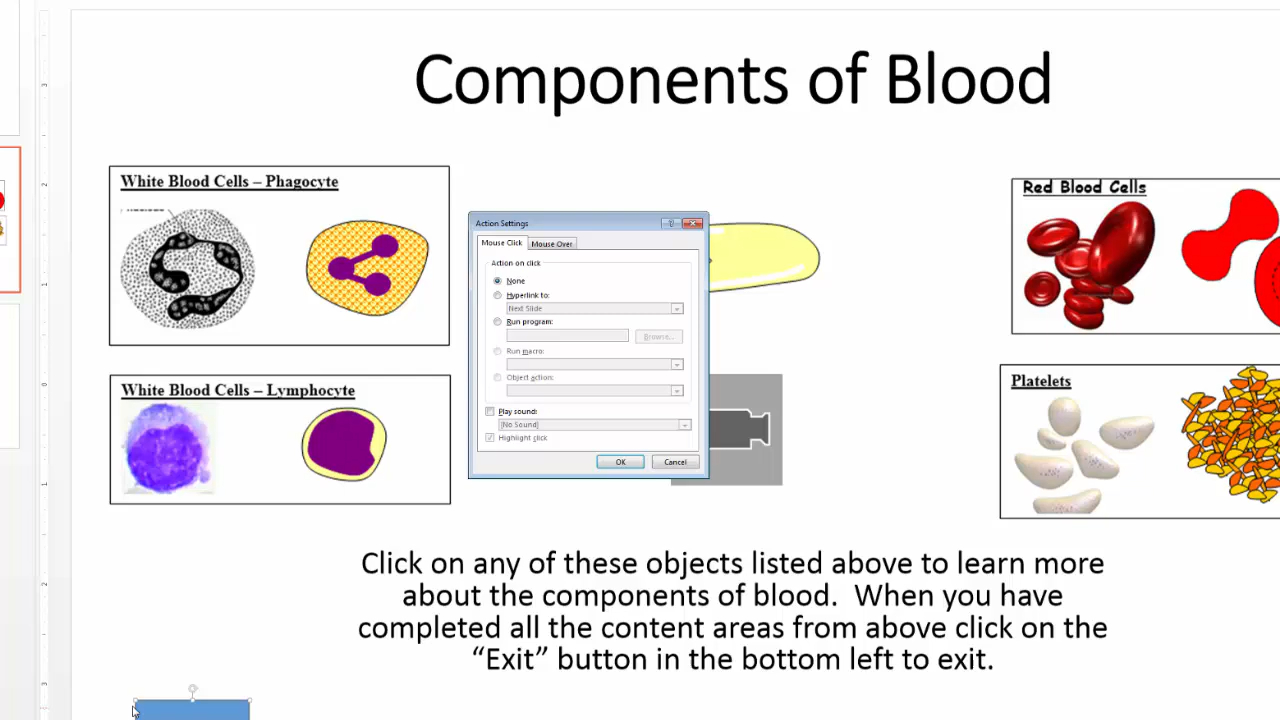 Components of Blood
White Blood Cells – Phagocyte
White Blood Cells – Lymphocyte
Action Settings
Mouse Click
Mouse Over
Action on click
None
Hyperlink to:
Next Slide
Run program:
Browse...
Run macro:
Object action:
Play sound:
[No Sound]
Highlight click
OK
Cancel
Red Blood Cells
Platelets
Click on any of these objects listed above to learn more
about the components of blood.  When you have
completed all the content areas from above click on the
“Exit” button in the bottom left to exit.